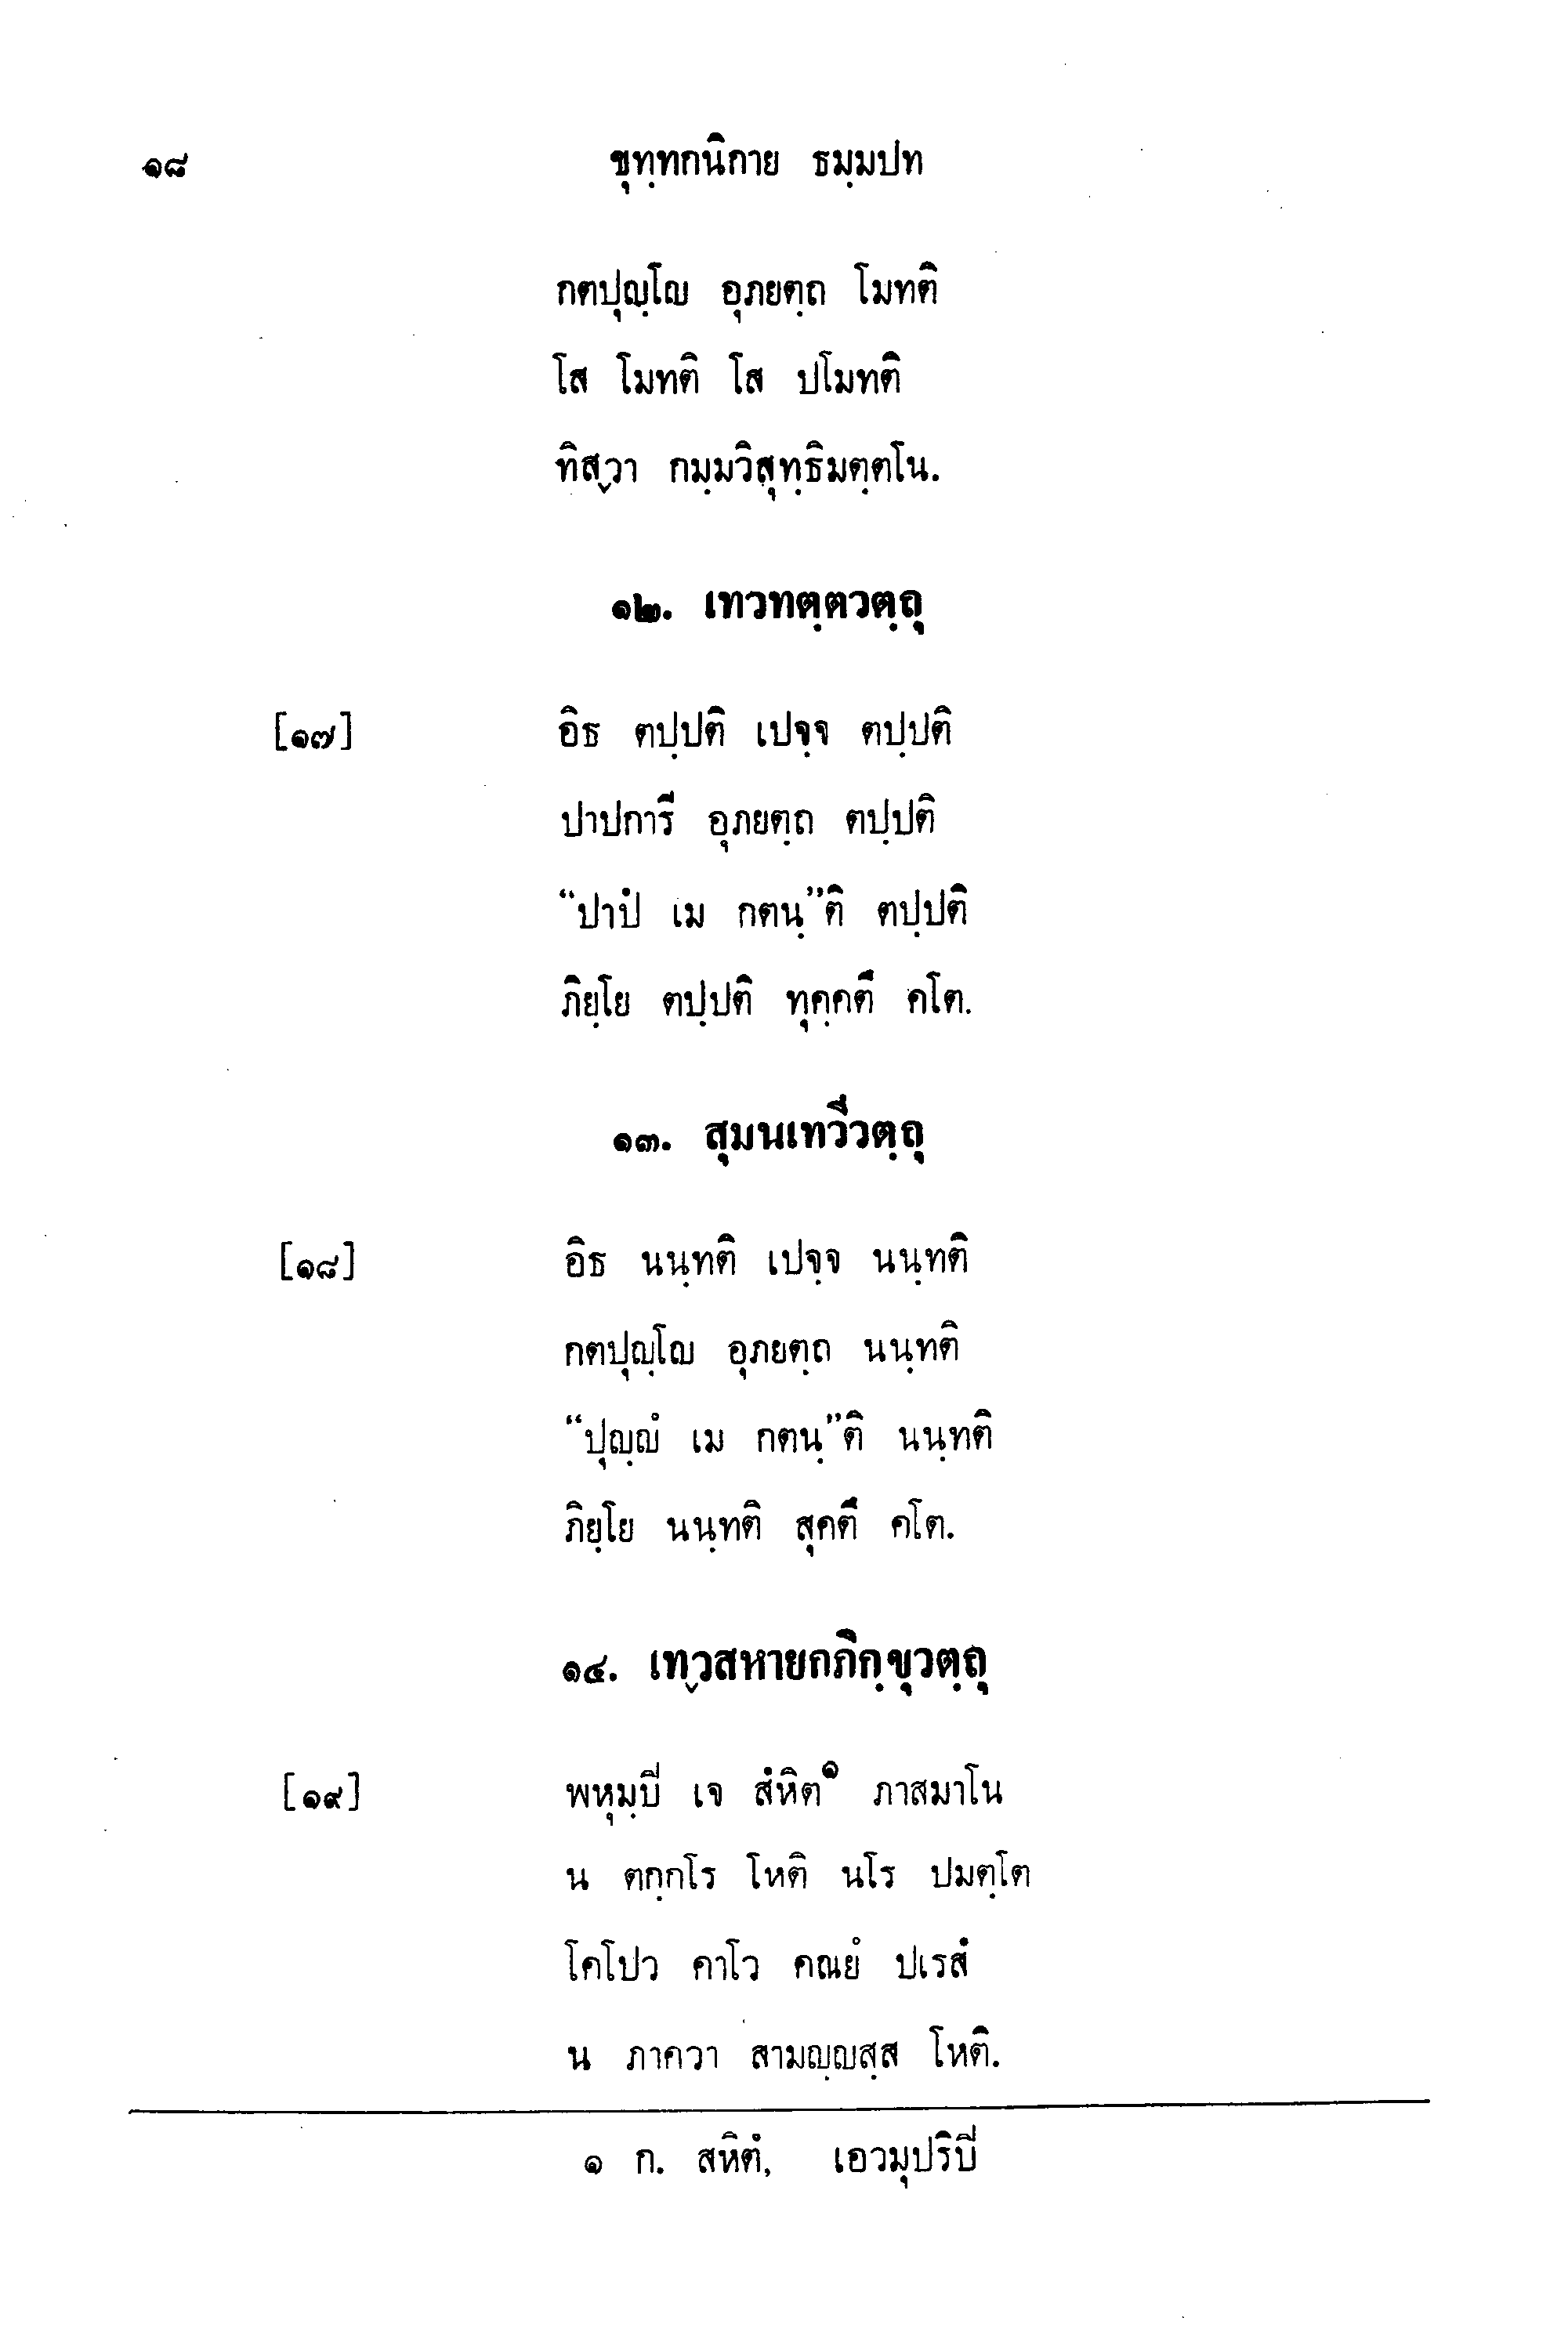 ๑๘ ขุทฺทกนิกาย ธมฺมปท
กตปุญฺโญ อุภยตฺถ โมทติ
โส โมทติ โส ปโมทติ
ทิสฺวา กมฺมวิสุทฺธิมตฺตโน.
๑๒. เทวทตฺตวตฺถุ
[๑๗] อิธ ตปฺปติ เปจฺจ ตปฺปติ
ปาปการี อุภยตฺถ ตปฺปติ
“ปาปํ เม กตนฺ”ติ ตปฺปติ
ภิยฺโย ตปฺปติ ทุคฺคตึ คโต.
๑๓. สุมนเทวีวตฺถุ
[๑๘] อิธ นนฺทติ เปจฺจ นนฺทติ
กตปุญฺโญ อุภยตฺถ นนฺทติ
“ปุญฺญํ เม กตนฺ”ติ นนฺทติ
ภิยฺโย นนฺทติ สุคตึ คโต.
๑๔. เทฺวสหายกภิกฺขุวตฺถุ
[๑๙] พหุมฺปิ เจ สํหิต๑ ภาสมาโน
น ตกฺกโร โหติ นโร ปมตฺโต
โคโปว คาโว คณยํ ปเรสํ
น ภาควา สามญฺญสฺส โหติ.
๑ ก. สหิตํ, เอวมุปริปิ